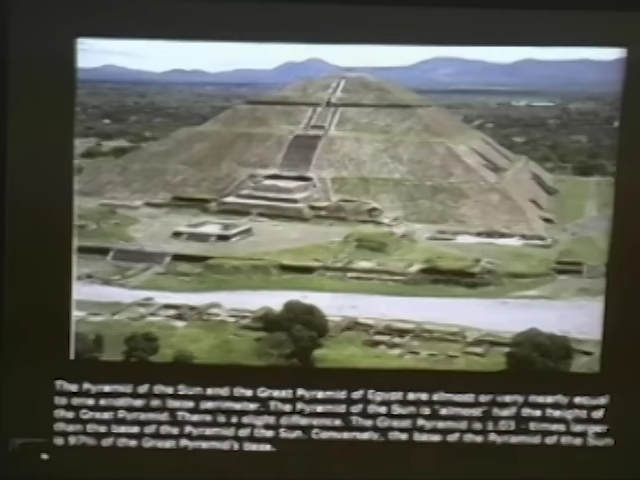 The Pyramid of the Sun and the Great Pyramid of Egypt are almost or very nearly equal
to one another in base perimeter. The Pyramid of the Sun is "almost" half the height of
the Great Pyramid. There is a slight difference. The Great Pyramid is 1.03 - times larger
than the base of the Pyramid of the Sun. Conversely, the base of the Pyramid of the Sun
is 97% of the Great Pyramid's base.